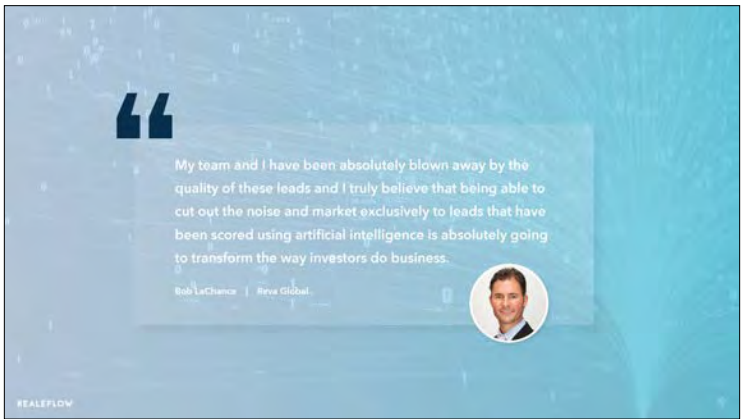 “
My team and I have been absolutely blown away by the
quality of these leads and I truly believe that being able to
cut out the noise and market exclusively to leads that have
been scored using artificial intelligence is absolutely going
to transform the way investors do business.
Bob LaChance | Reva Global.
REALEFLOW